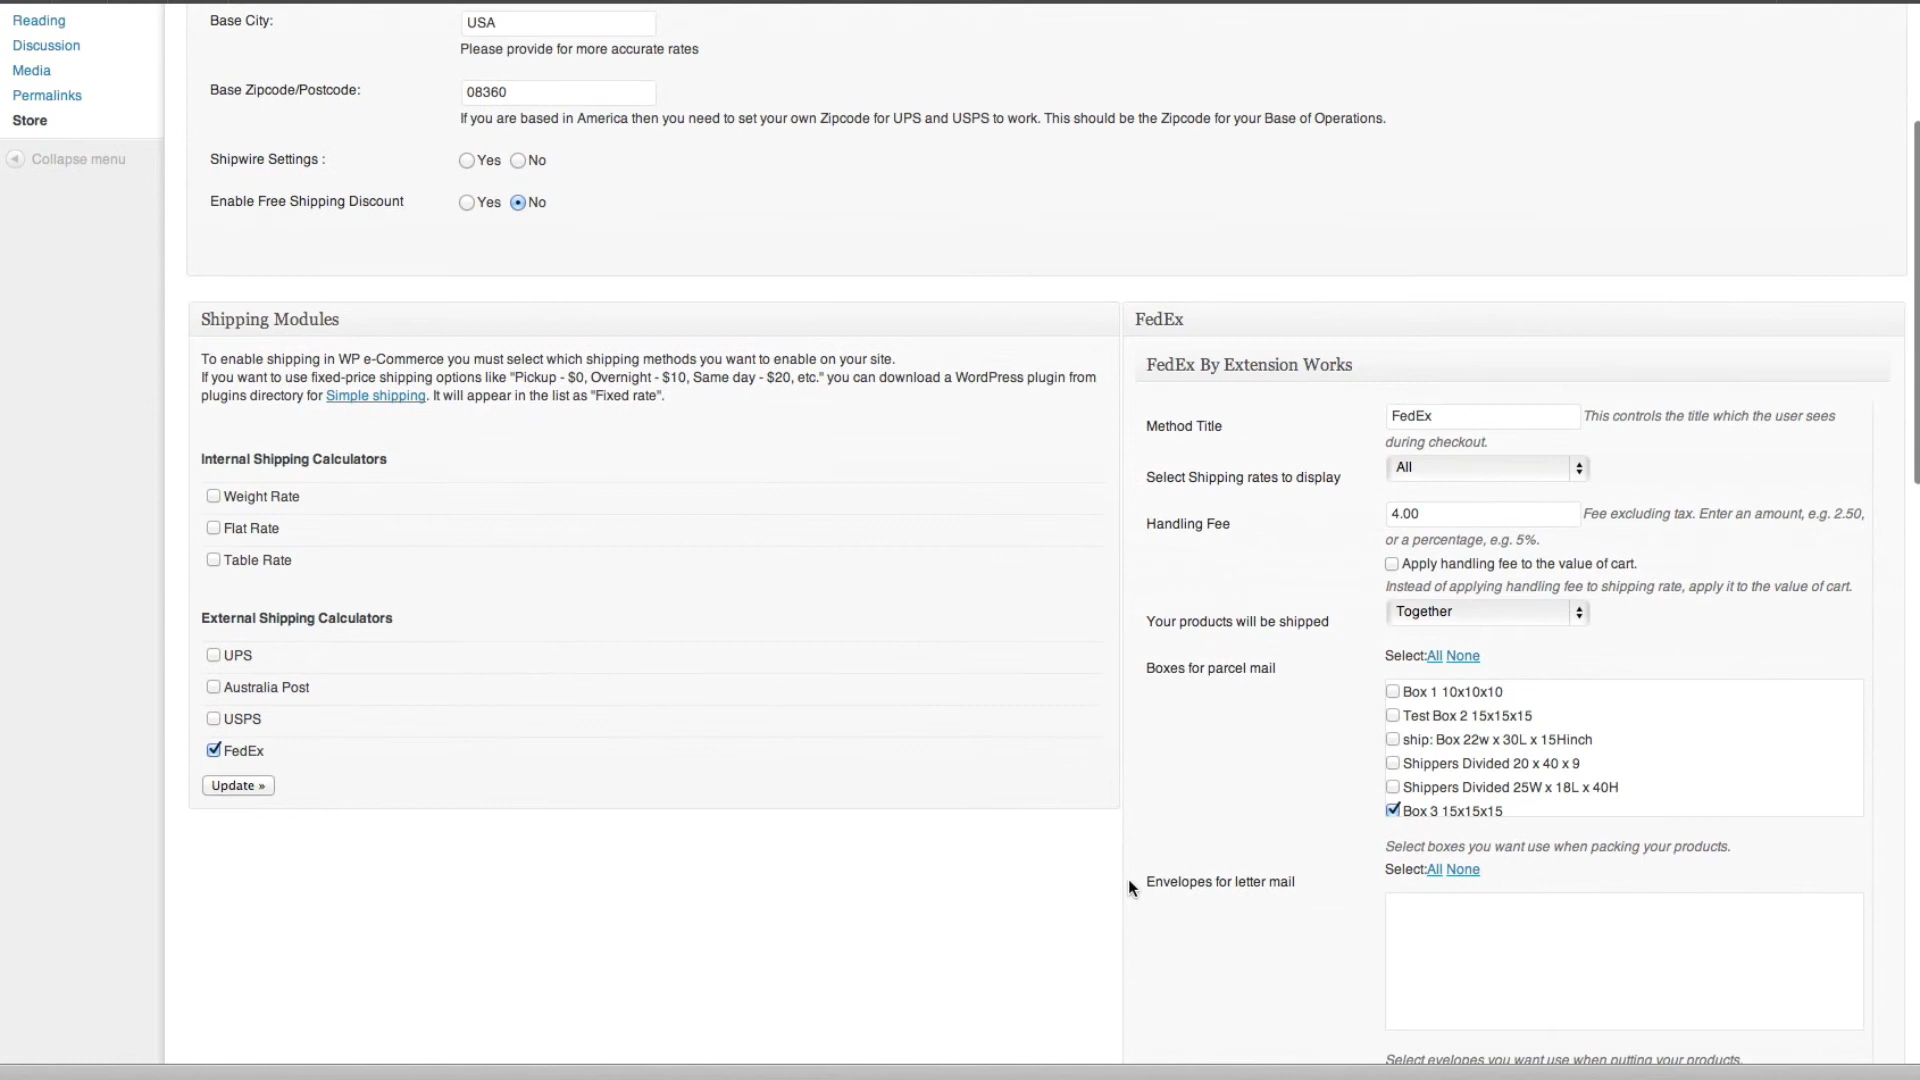 Reading
Discussion
Media
Permalinks
Store
Collapse menu
Base City:
USA
Please provide for more accurate rates
Base Zipcode/Postcode:
08360
If you are based in America then you need to set your own Zipcode for UPS and USPS to work. This should be the Zipcode for your Base of Operations.
Shipwire Settings :
Yes No
Enable Free Shipping Discount
Yes No
Shipping Modules
To enable shipping in WP e-Commerce you must select which shipping methods you want to enable on your site.
If you want to use fixed-price shipping options like "Pickup - $0, Overnight - $10, Same day - $20, etc." you can download a WordPress plugin from
plugins directory for Simple shipping. It will appear in the list as "Fixed rate".
Internal Shipping Calculators
Weight Rate
Flat Rate
Table Rate
External Shipping Calculators
UPS
Australia Post
USPS
FedEx
Update »
FedEx
FedEx By Extension Works
Method Title
FedEx This controls the title which the user sees
during checkout.
Select Shipping rates to display
All
Handling Fee
4.00 Fee excluding tax. Enter an amount, e.g. 2.50,
or a percentage, e.g. 5%.
Apply handling fee to the value of cart.
Instead of applying handling fee to shipping rate, apply it to the value of cart.
Your products will be shipped
Together
Boxes for parcel mail
Select:All None
Box 1 10x10x10
Test Box 2 15x15x15
ship: Box 22w x 30L x 15Hinch
Shippers Divided 20 x 40 x 9
Shippers Divided 25W x 18L x 40H
Box 3 15x15x15
Select boxes you want use when packing your products.
Envelopes for letter mail
Select:All None
Select evelopes you want use when putting your products.